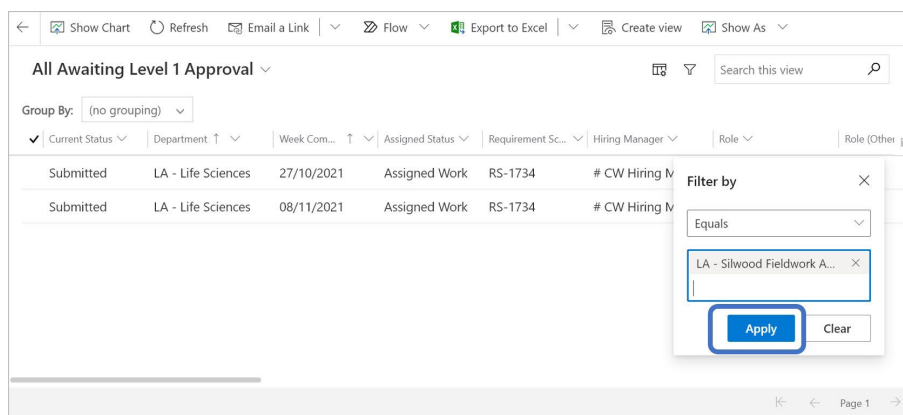 Show Chart Refresh Email a Link Flow Export to Excel Create view Show As
All Awaiting Level 1 Approval
Search this view
Group By: (no grouping)
Current Status Department ↑ Week Com... ↑ Assigned Status Requirement Sc... Hiring Manager Role Role (Other
Submitted LA - Life Sciences 27/10/2021 Assigned Work RS-1734 # CW Hiring M
Submitted LA - Life Sciences 08/11/2021 Assigned Work RS-1734 # CW Hiring M
Filter by
Equals
LA - Silwood Fieldwork A...
Apply Clear
Page 1